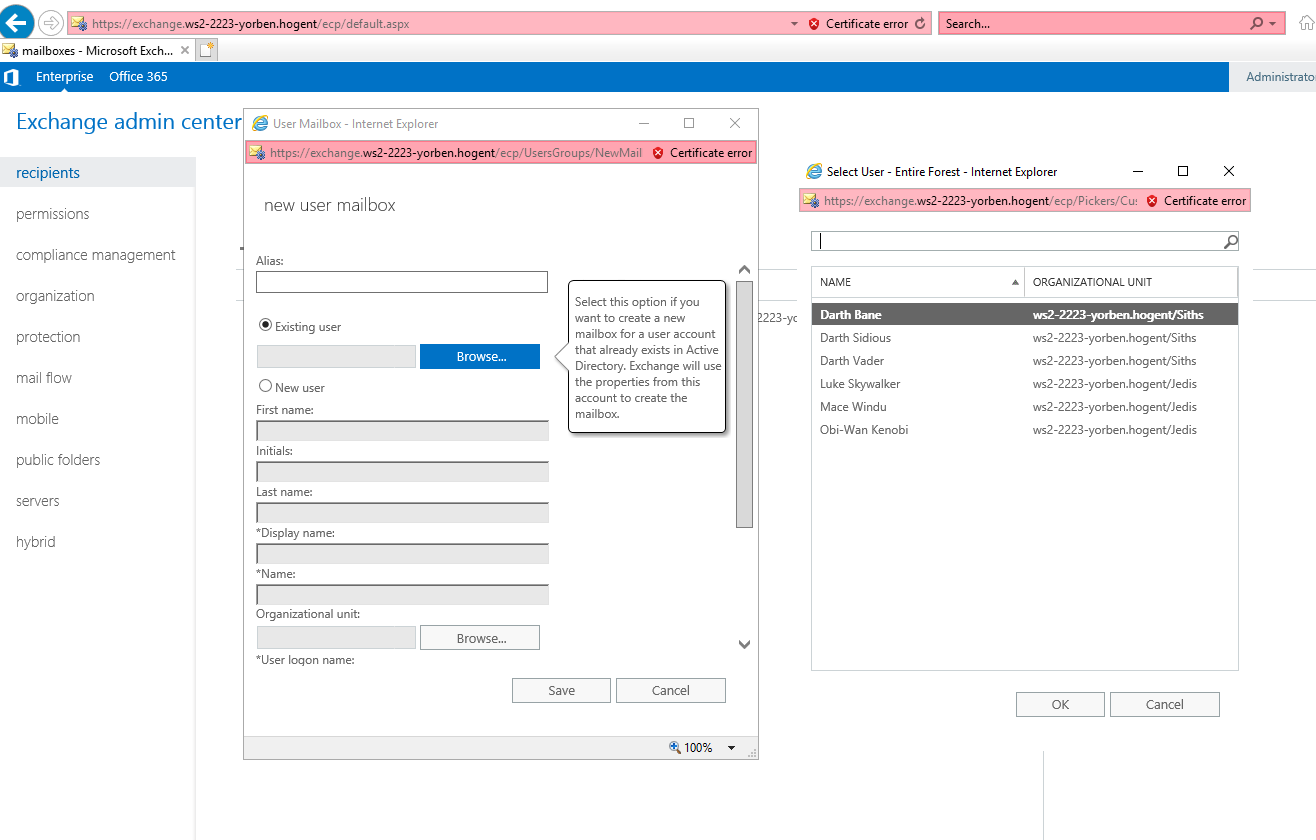 https://exchange.ws2-2223-yorben.hogent/ecp/default.aspx
Certificate error
Search...
mailboxes - Microsoft Exch...
Enterprise
Office 365
Administrato
Exchange admin center
recipients
permissions
compliance management
organization
protection
mail flow
mobile
public folders
servers
hybrid
User Mailbox - Internet Explorer
https://exchange.ws2-2223-yorben.hogent/ecp/UsersGroups/NewMail
Certificate error
new user mailbox
Alias:
Existing user
Browse...
New user
First name:
Initials:
Last name:
*Display name:
*Name:
Organizational unit:
Browse...
*User logon name:
Select this option if you
want to create a new
mailbox for a user account
that already exists in Active
Directory. Exchange will use
the properties from this
account to create the
mailbox.
Save
Cancel
100%
2223-yo
Select User - Entire Forest - Internet Explorer
https://exchange.ws2-2223-yorben.hogent/ecp/Pickers/Cus
Certificate error
NAME
ORGANIZATIONAL UNIT
Darth Bane ws2-2223-yorben.hogent/Siths
Darth Sidious ws2-2223-yorben.hogent/Siths
Darth Vader ws2-2223-yorben.hogent/Siths
Luke Skywalker ws2-2223-yorben.hogent/Jedis
Mace Windu ws2-2223-yorben.hogent/Jedis
Obi-Wan Kenobi ws2-2223-yorben.hogent/Jedis
OK
Cancel